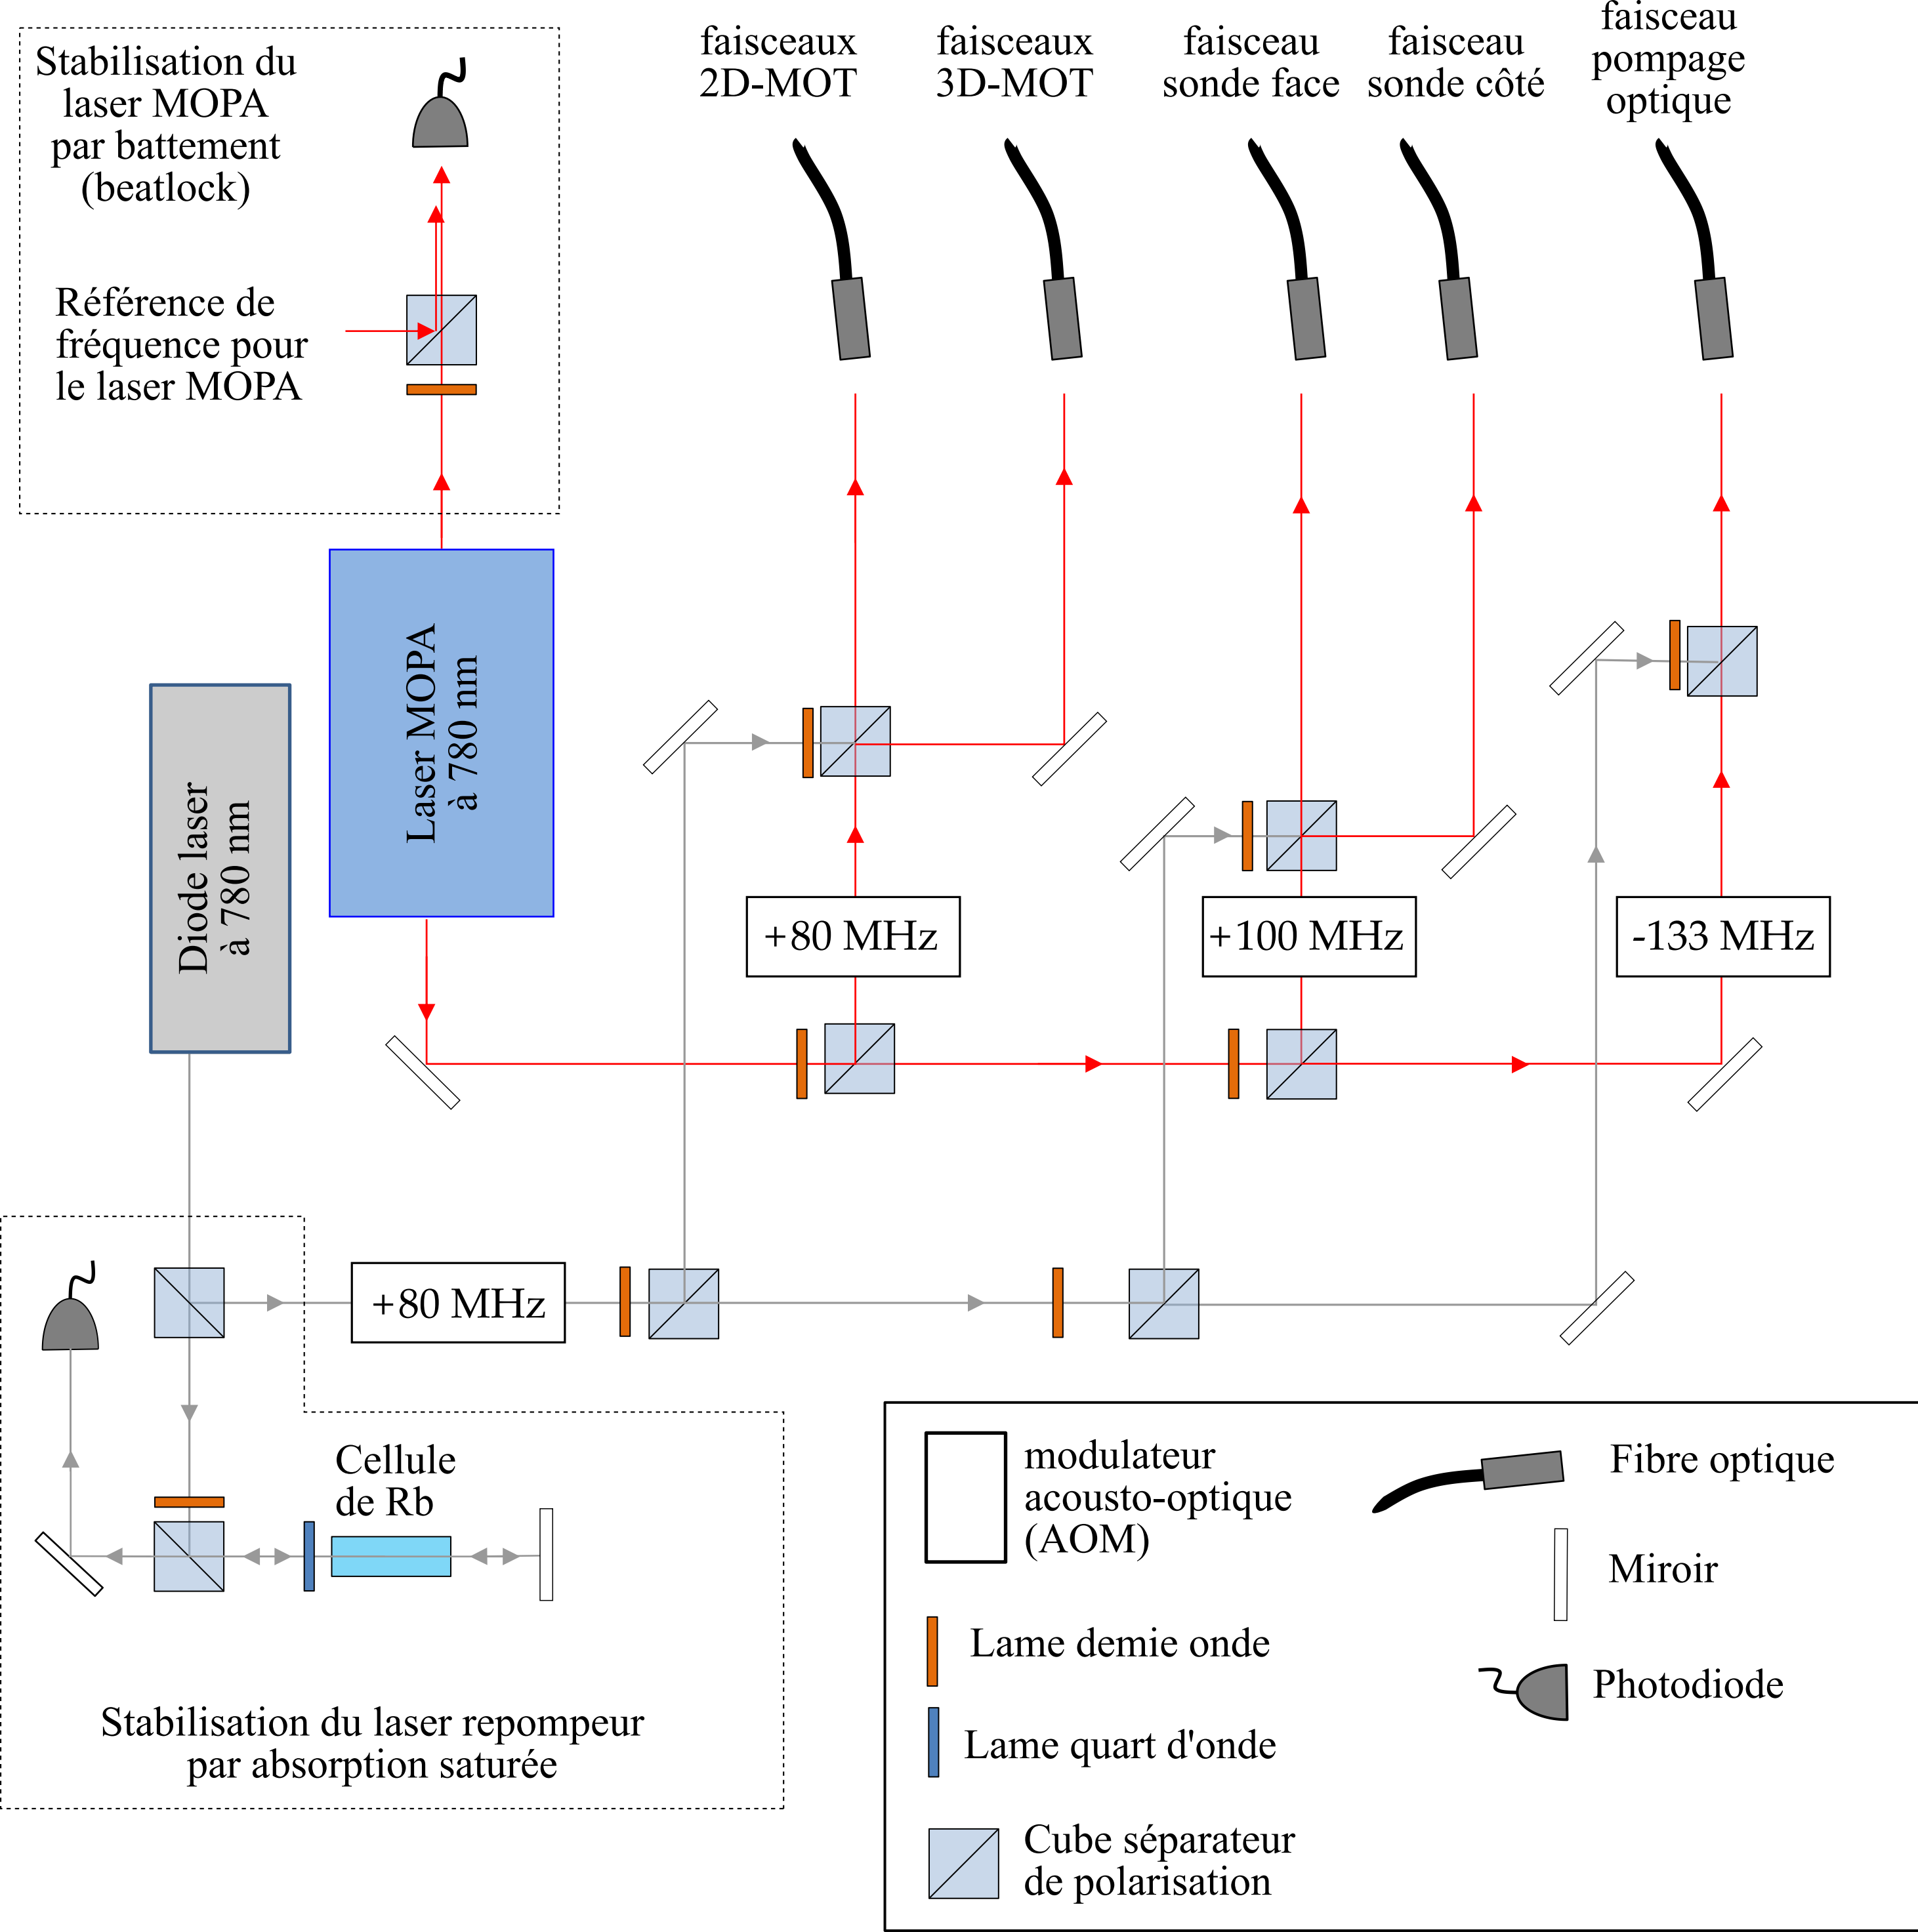 Stabilisation du
laser MOPA
par battement
(beatlock)
Référence de
fréquence pour
le laser MOPA
faisceaux
2D-MOT
faisceaux
3D-MOT
faisceau
sonde face
faisceau
sonde côté
faisceau
pompage
optique
Laser MOPA
à 780 nm
Diode laser
à 780 nm
+80 MHz
+100 MHz
-133 MHz
+80 MHz
Cellule
de Rb
Stabilisation du laser repompeur
par absorption saturée
modulateur
acousto-optique
(AOM)
Lame demie onde
Lame quart d'onde
Cube séparateur
de polarisation
Fibre optique
Miroir
Photodiode